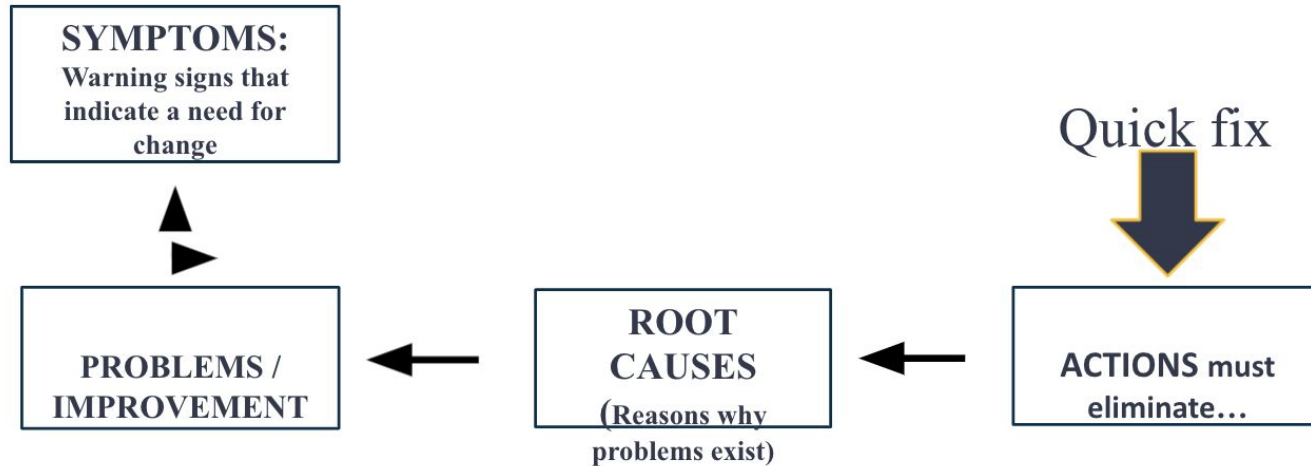 SYMPTOMS:
Warning signs that
indicate a need for
change
Quick fix
PROBLEMS /
IMPROVEMENT
ROOT
CAUSES
(Reasons why
problems exist)
ACTIONS must
eliminate…